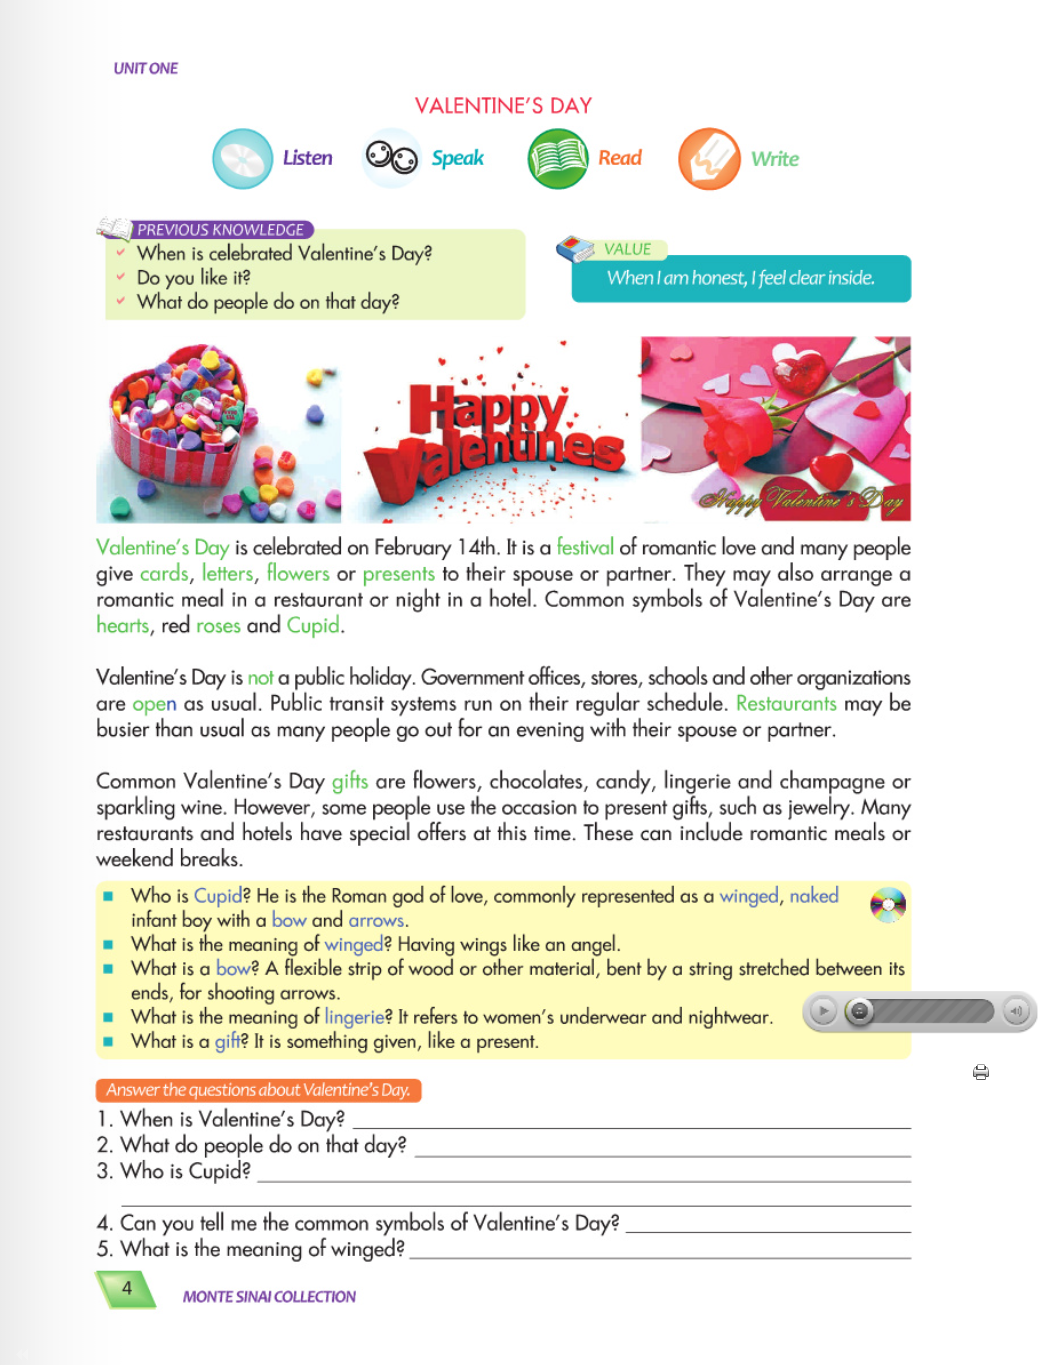 UNIT ONE
VALENTINE'S DAY
Listen Speak Read Write
PREVIOUS KNOWLEDGE
When is celebrated Valentine's Day?
Do you like it?
What do people do on that day?
VALUE
When I am honest, I feel clear inside.
Happy
Valentines
Happy Valentine's Day
Valentine's Day is celebrated on February 14th. It is a festival of romantic love and many people
give cards, letters, flowers or presents to their spouse or partner. They may also arrange a
romantic meal in a restaurant or night in a hotel. Common symbols of Valentine's Day are
hearts, red roses and Cupid.
Valentine's Day is not a public holiday. Government offices, stores, schools and other organizations
are open as usual. Public transit systems run on their regular schedule. Restaurants may be
busier than usual as many people go out for an evening with their spouse or partner.
Common Valentine's Day gifts are flowers, chocolates, candy, lingerie and champagne or
sparkling wine. However, some people use the occasion to present gifts, such as jewelry. Many
restaurants and hotels have special offers at this time. These can include romantic meals or
weekend breaks.
Who is Cupid? He is the Roman god of love, commonly represented as a winged, naked
infant boy with a bow and arrows.
What is the meaning of winged? Having wings like an angel.
What is a bow? A flexible strip of wood or other material, bent by a string stretched between its
ends, for shooting arrows.
What is the meaning of lingerie? It refers to women's underwear and nightwear.
What is a gift? It is something given, like a present.
Answer the questions about Valentine's Day.
1. When is Valentine's Day?
2. What do people do on that day?
3. Who is Cupid?
4. Can you tell me the common symbols of Valentine's Day?
5. What is the meaning of winged?
4
MONTE SINAI COLLECTION